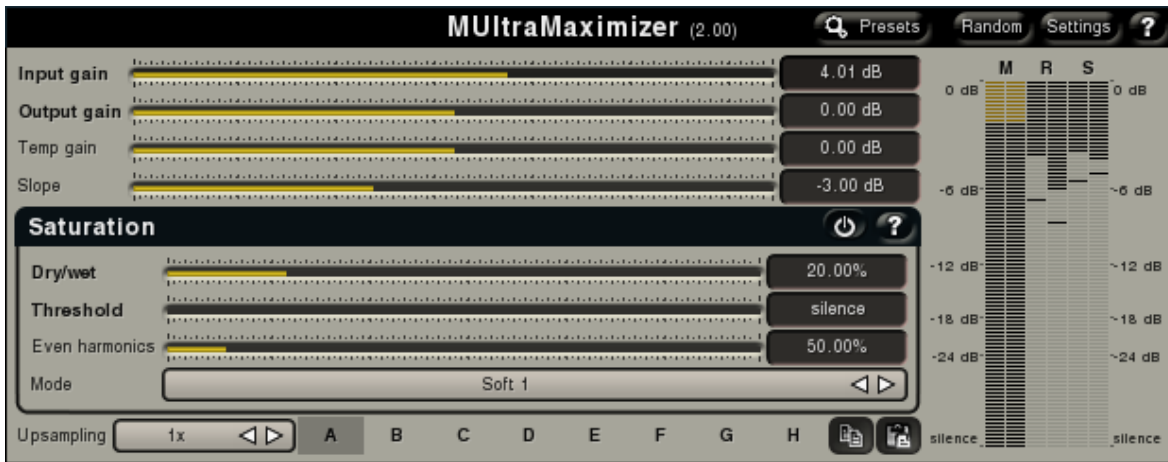 MUltraMaximizer (2.00) Presets Random Settings ?
Input gain 4.01 dB
Output gain 0.00 dB
Temp gain 0.00 dB
Slope -3.00 dB
Saturation ?
Dry/wet 20.00%
Threshold silence
Even harmonics 50.00%
Mode Soft 1
Upsampling 1x A B C D E F G H
M R S
0 dB 0 dB
-6 dB -6 dB
-12 dB -12 dB
-18 dB -18 dB
-24 dB -24 dB
silence silence